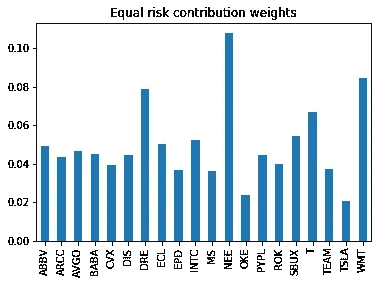 Equal risk contribution weights
0.10
0.08
0.06
0.04
0.02
0.00
ABBV
ARCC
AVGO
BABA
CVX
DIS
DRE
ECL
EPD
INTC
MS
NEE
OKE
PYPL
ROK
SBUX
T
TEAM
TSLA
WMT